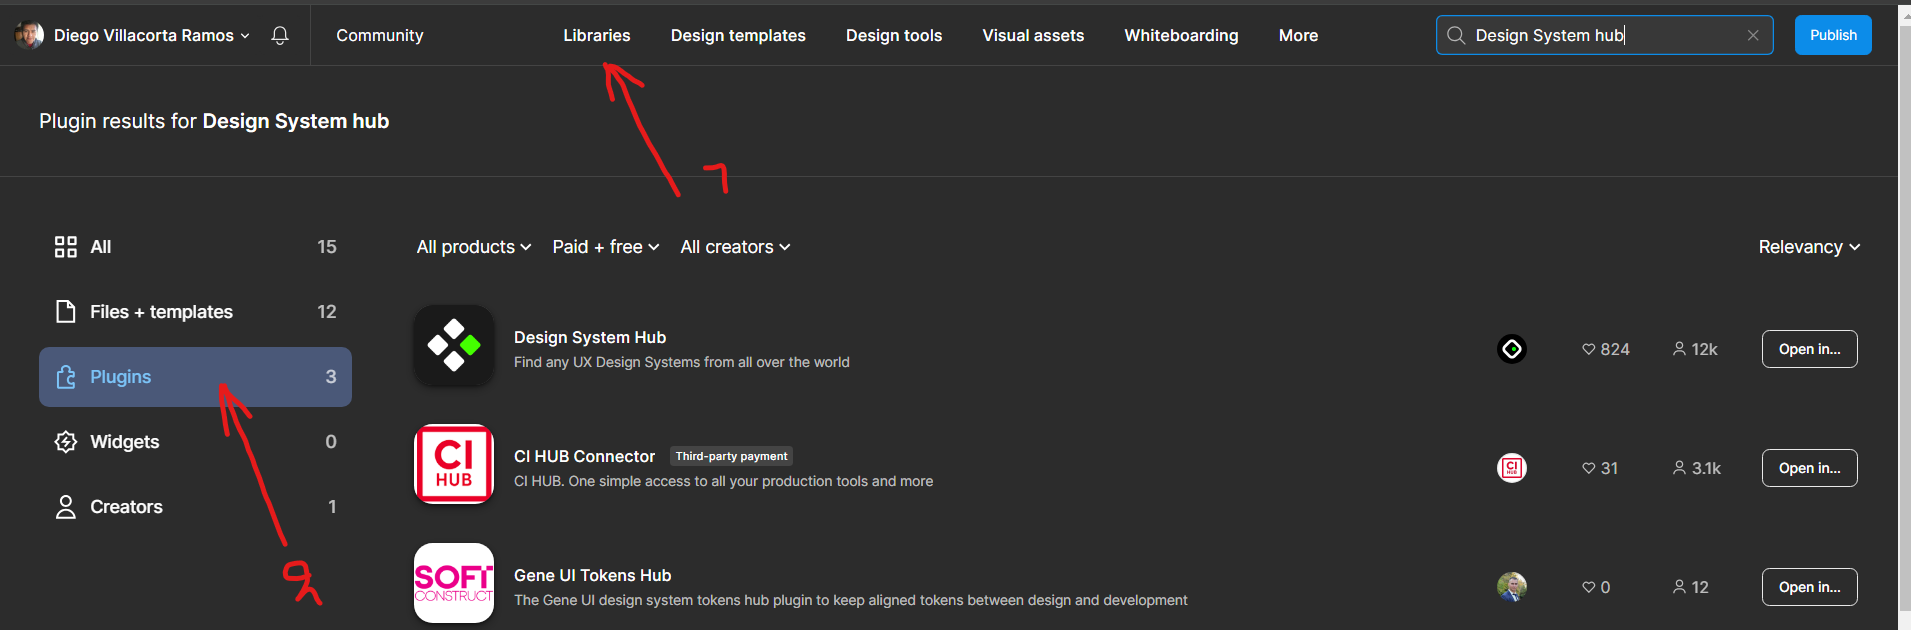 Diego Villacorta Ramos
Community
Libraries
Design templates
Design tools
Visual assets
Whiteboarding
More
Design System hub
Publish
Plugin results for Design System hub
1
2
All 15
Files + templates 12
Plugins 3
Widgets 0
Creators 1
All products
Paid + free
All creators
Relevancy
Design System Hub
Find any UX Design Systems from all over the world
824
12k
Open in...
CI
HUB
CI HUB Connector
Third-party payment
CI HUB. One simple access to all your production tools and more
CI
HUB
31
3.1k
Open in...
SOFT
CONSTRUCT
Gene UI Tokens Hub
The Gene UI design system tokens hub plugin to keep aligned tokens between design and development
0
12
Open in...